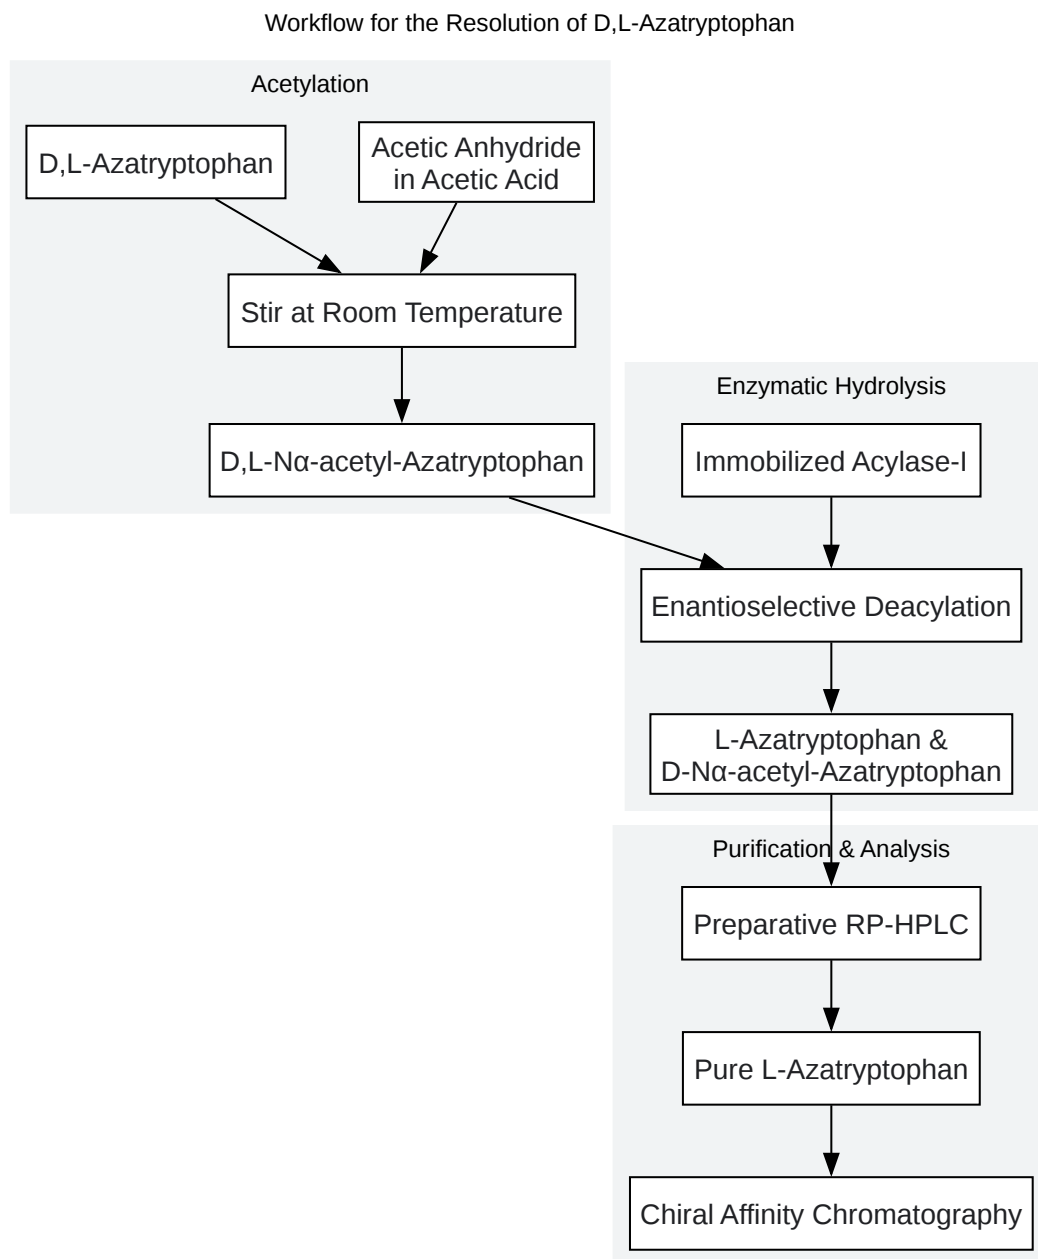 Workflow for the Resolution of D,L-Azatryptophan
Acetylation
D,L-Azatryptophan
Acetic Anhydride
in Acetic Acid
Stir at Room Temperature
D,L-Nα-acetyl-Azatryptophan
Enzymatic Hydrolysis
Immobilized Acylase-I
Enantioselective Deacylation
L-Azatryptophan &
D-Nα-acetyl-Azatryptophan
Purification & Analysis
Preparative RP-HPLC
Pure L-Azatryptophan
Chiral Affinity Chromatography